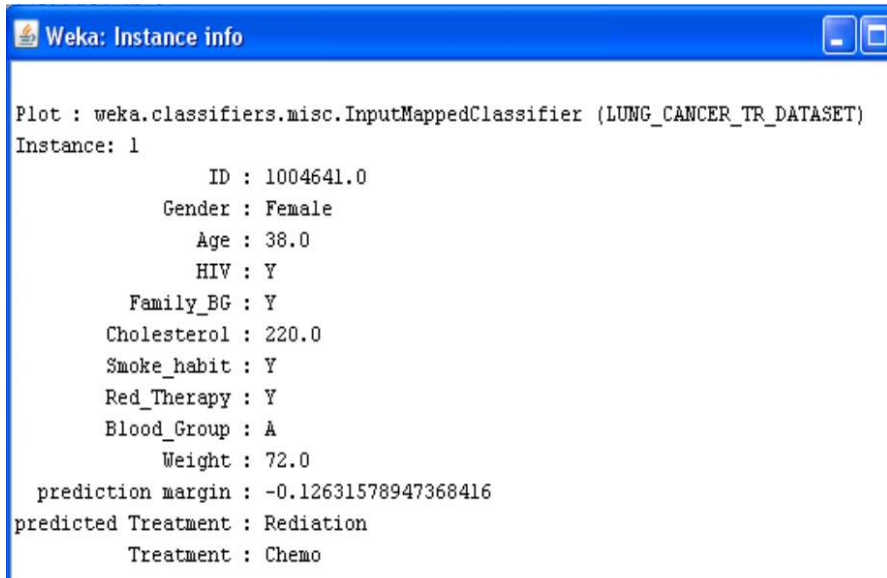 Weka: Instance info
Plot : weka.classifiers.misc.InputMappedClassifier (LUNG_CANCER_TR_DATASET)
Instance: 1
ID : 1004641.0
Gender : Female
Age : 38.0
HIV : Y
Family_BG : Y
Cholesterol : 220.0
Smoke_habit : Y
Red_Therapy : Y
Blood_Group : A
Weight : 72.0
prediction margin : -0.12631578947368416
predicted Treatment : Rediation
Treatment : Chemo